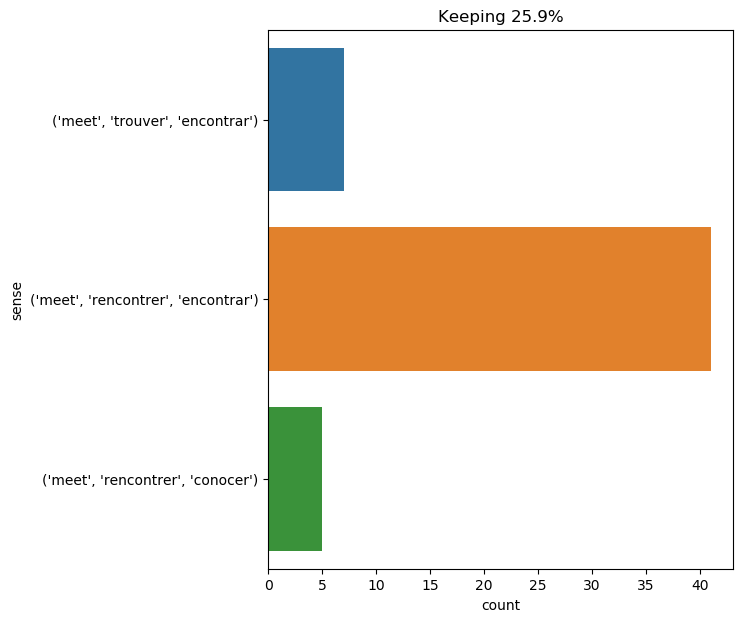 Keeping 25.9%
('meet', 'trouver', 'encontrar')
('meet', 'rencontrer', 'encontrar')
('meet', 'rencontrer', 'conocer')
sense
0 5 10 15 20 25 30 35 40
count